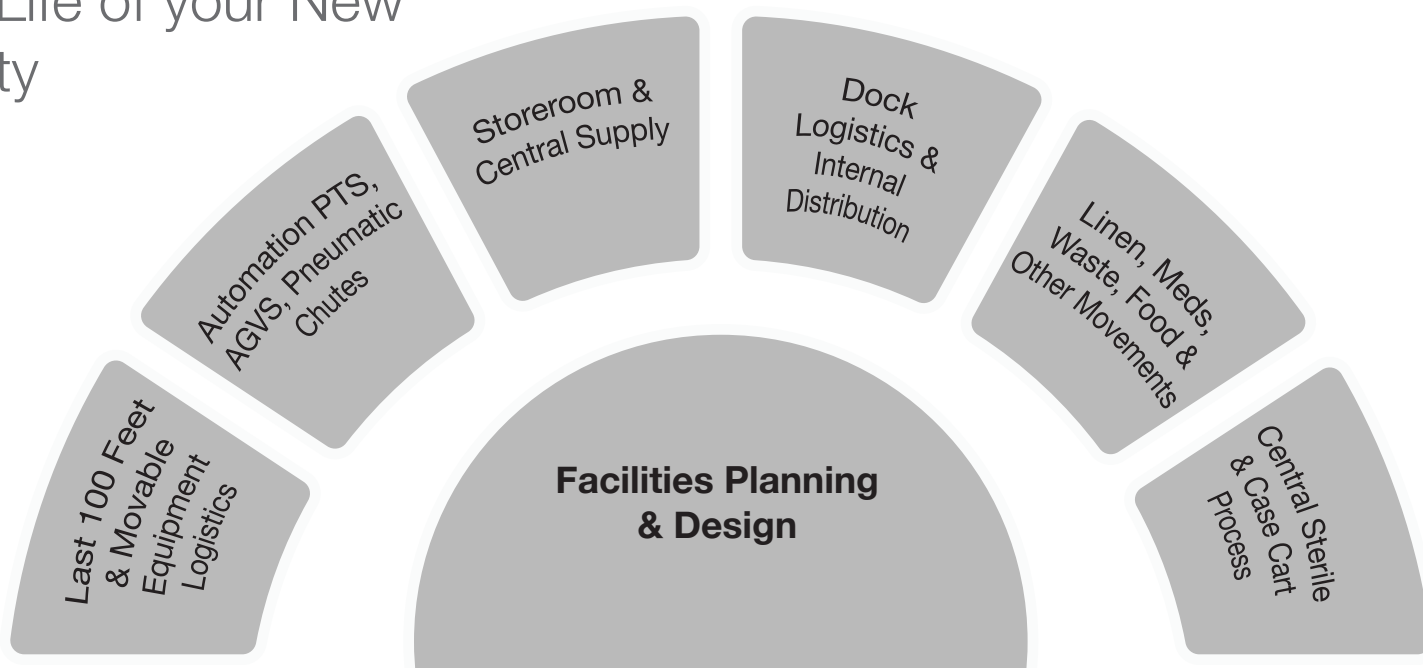 Life of your New
ty
Last 100 Feet
& Movable
Equipment
Logistics
Automation PTS,
AGVS, Pneumatic
Chutes
Storeroom &
Central Supply
Dock
Logistics &
Internal
Distribution
Linen, Meds,
Waste, Food &
Other Movements
Central Sterile
& Case Cart
Process
Facilities Planning
& Design